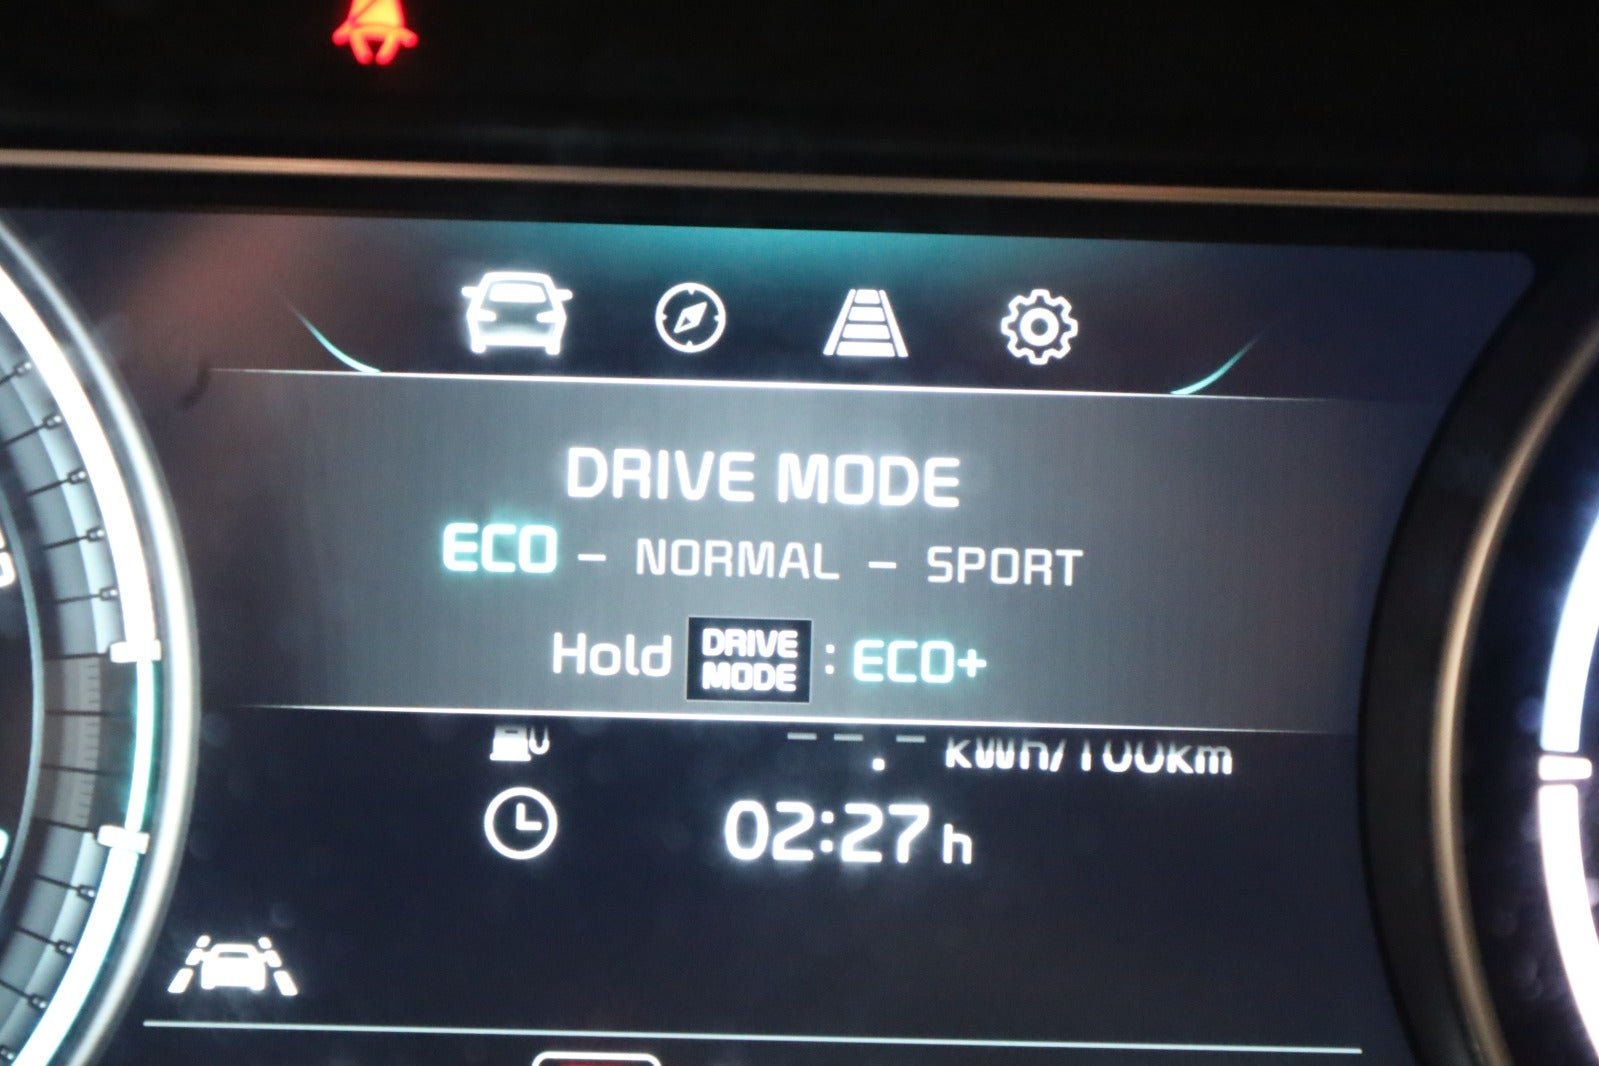 DRIVE MODE
ECO – NORMAL – SPORT
Hold DRIVE MODE : ECO+
– – . – kWh/100km
02:27 h